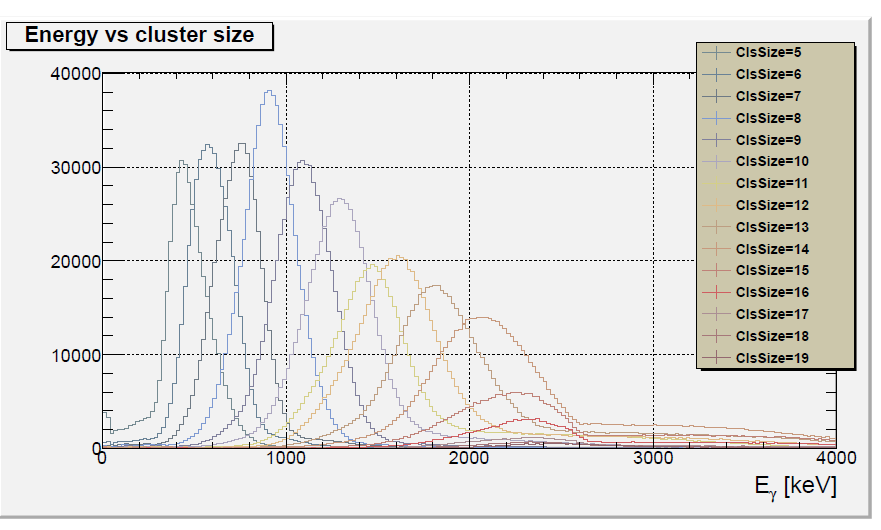 Energy vs cluster size
ClsSize=5
ClsSize=6
ClsSize=7
ClsSize=8
ClsSize=9
ClsSize=10
ClsSize=11
ClsSize=12
ClsSize=13
ClsSize=14
ClsSize=15
ClsSize=16
ClsSize=17
ClsSize=18
ClsSize=19
40000
30000
20000
10000
0
0 1000 2000 3000 4000
Eγ [keV]